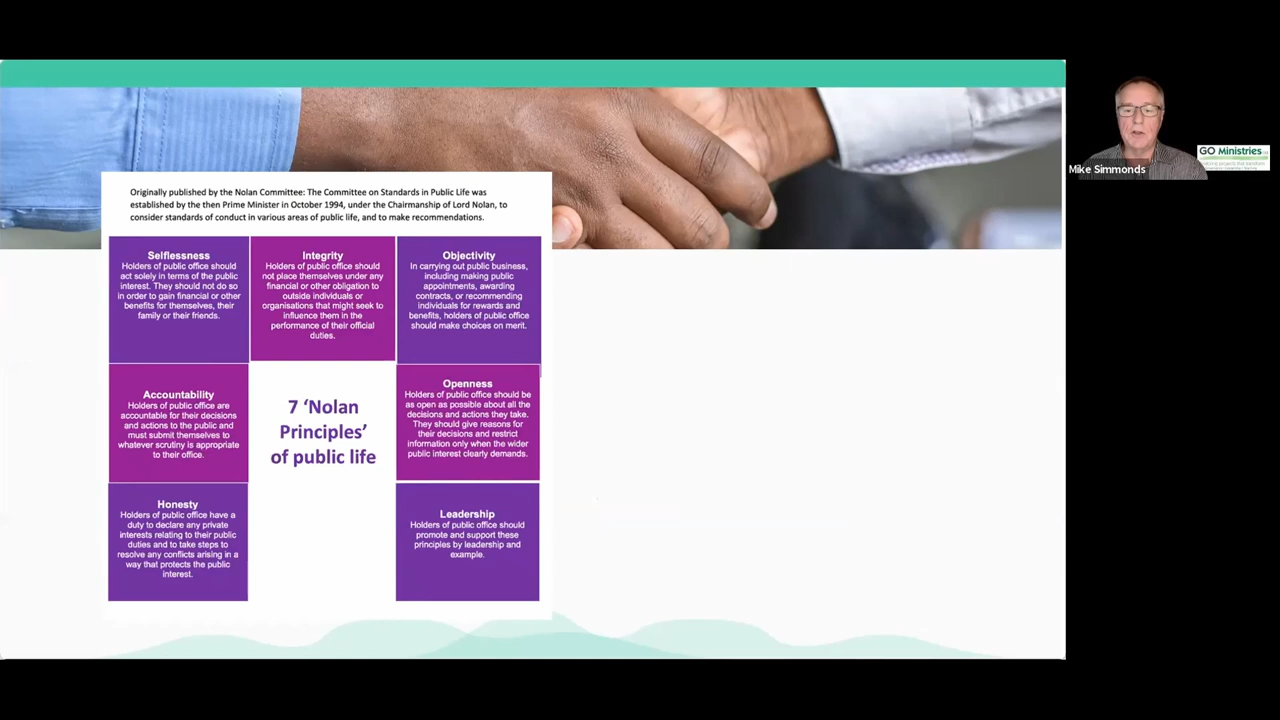 Originally published by the Nolan Committee: The Committee on Standards in Public Life was
established by the then Prime Minister in October 1994, under the Chairmanship of Lord Nolan, to
consider standards of conduct in various areas of public life, and to make recommendations.
Selflessness
Holders of public office should
act solely in terms of the public
interest. They should not do so
in order to gain financial or other
benefits for themselves, their
family or their friends.
Integrity
Holders of public office should
not place themselves under any
financial or other obligation to
outside individuals or
organisations that might seek to
influence them in the
performance of their official
duties.
Objectivity
In carrying out public business,
including making public
appointments, awarding
contracts, or recommending
individuals for rewards and
benefits, holders of public office
should make choices on merit.
Accountability
Holders of public office are
accountable for their decisions
and actions to the public and
must submit themselves to
whatever scrutiny is appropriate
to their office.
7 ‘Nolan
Principles’
of public life
Openness
Holders of public office should be
as open as possible about all the
decisions and actions they take.
They should give reasons for
their decisions and restrict
information only when the wider
public interest clearly demands.
Honesty
Holders of public office have a
duty to declare any private
interests relating to their public
duties and to take steps to
resolve any conflicts arising in a
way that protects the public
interest.
Leadership
Holders of public office should
promote and support these
principles by leadership and
example.
Mike Simmonds
GO Ministries